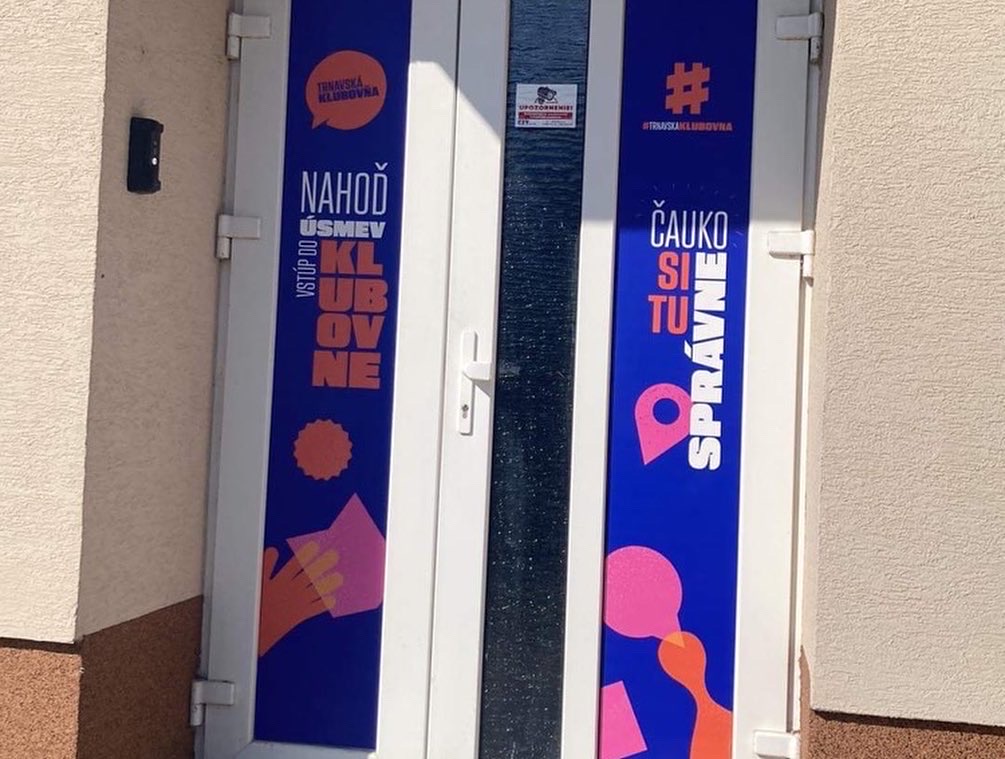 TRNAVSKÁ
KLUBOVŇA
NAHOĎ
ÚSMEV
VSTÚP DO
KL
UB
OV
NE
UPOZORNENIE!
#
#TRNAVSKAKLUBOVNA
ČAUKO
SI
TU
SPRÁVNE